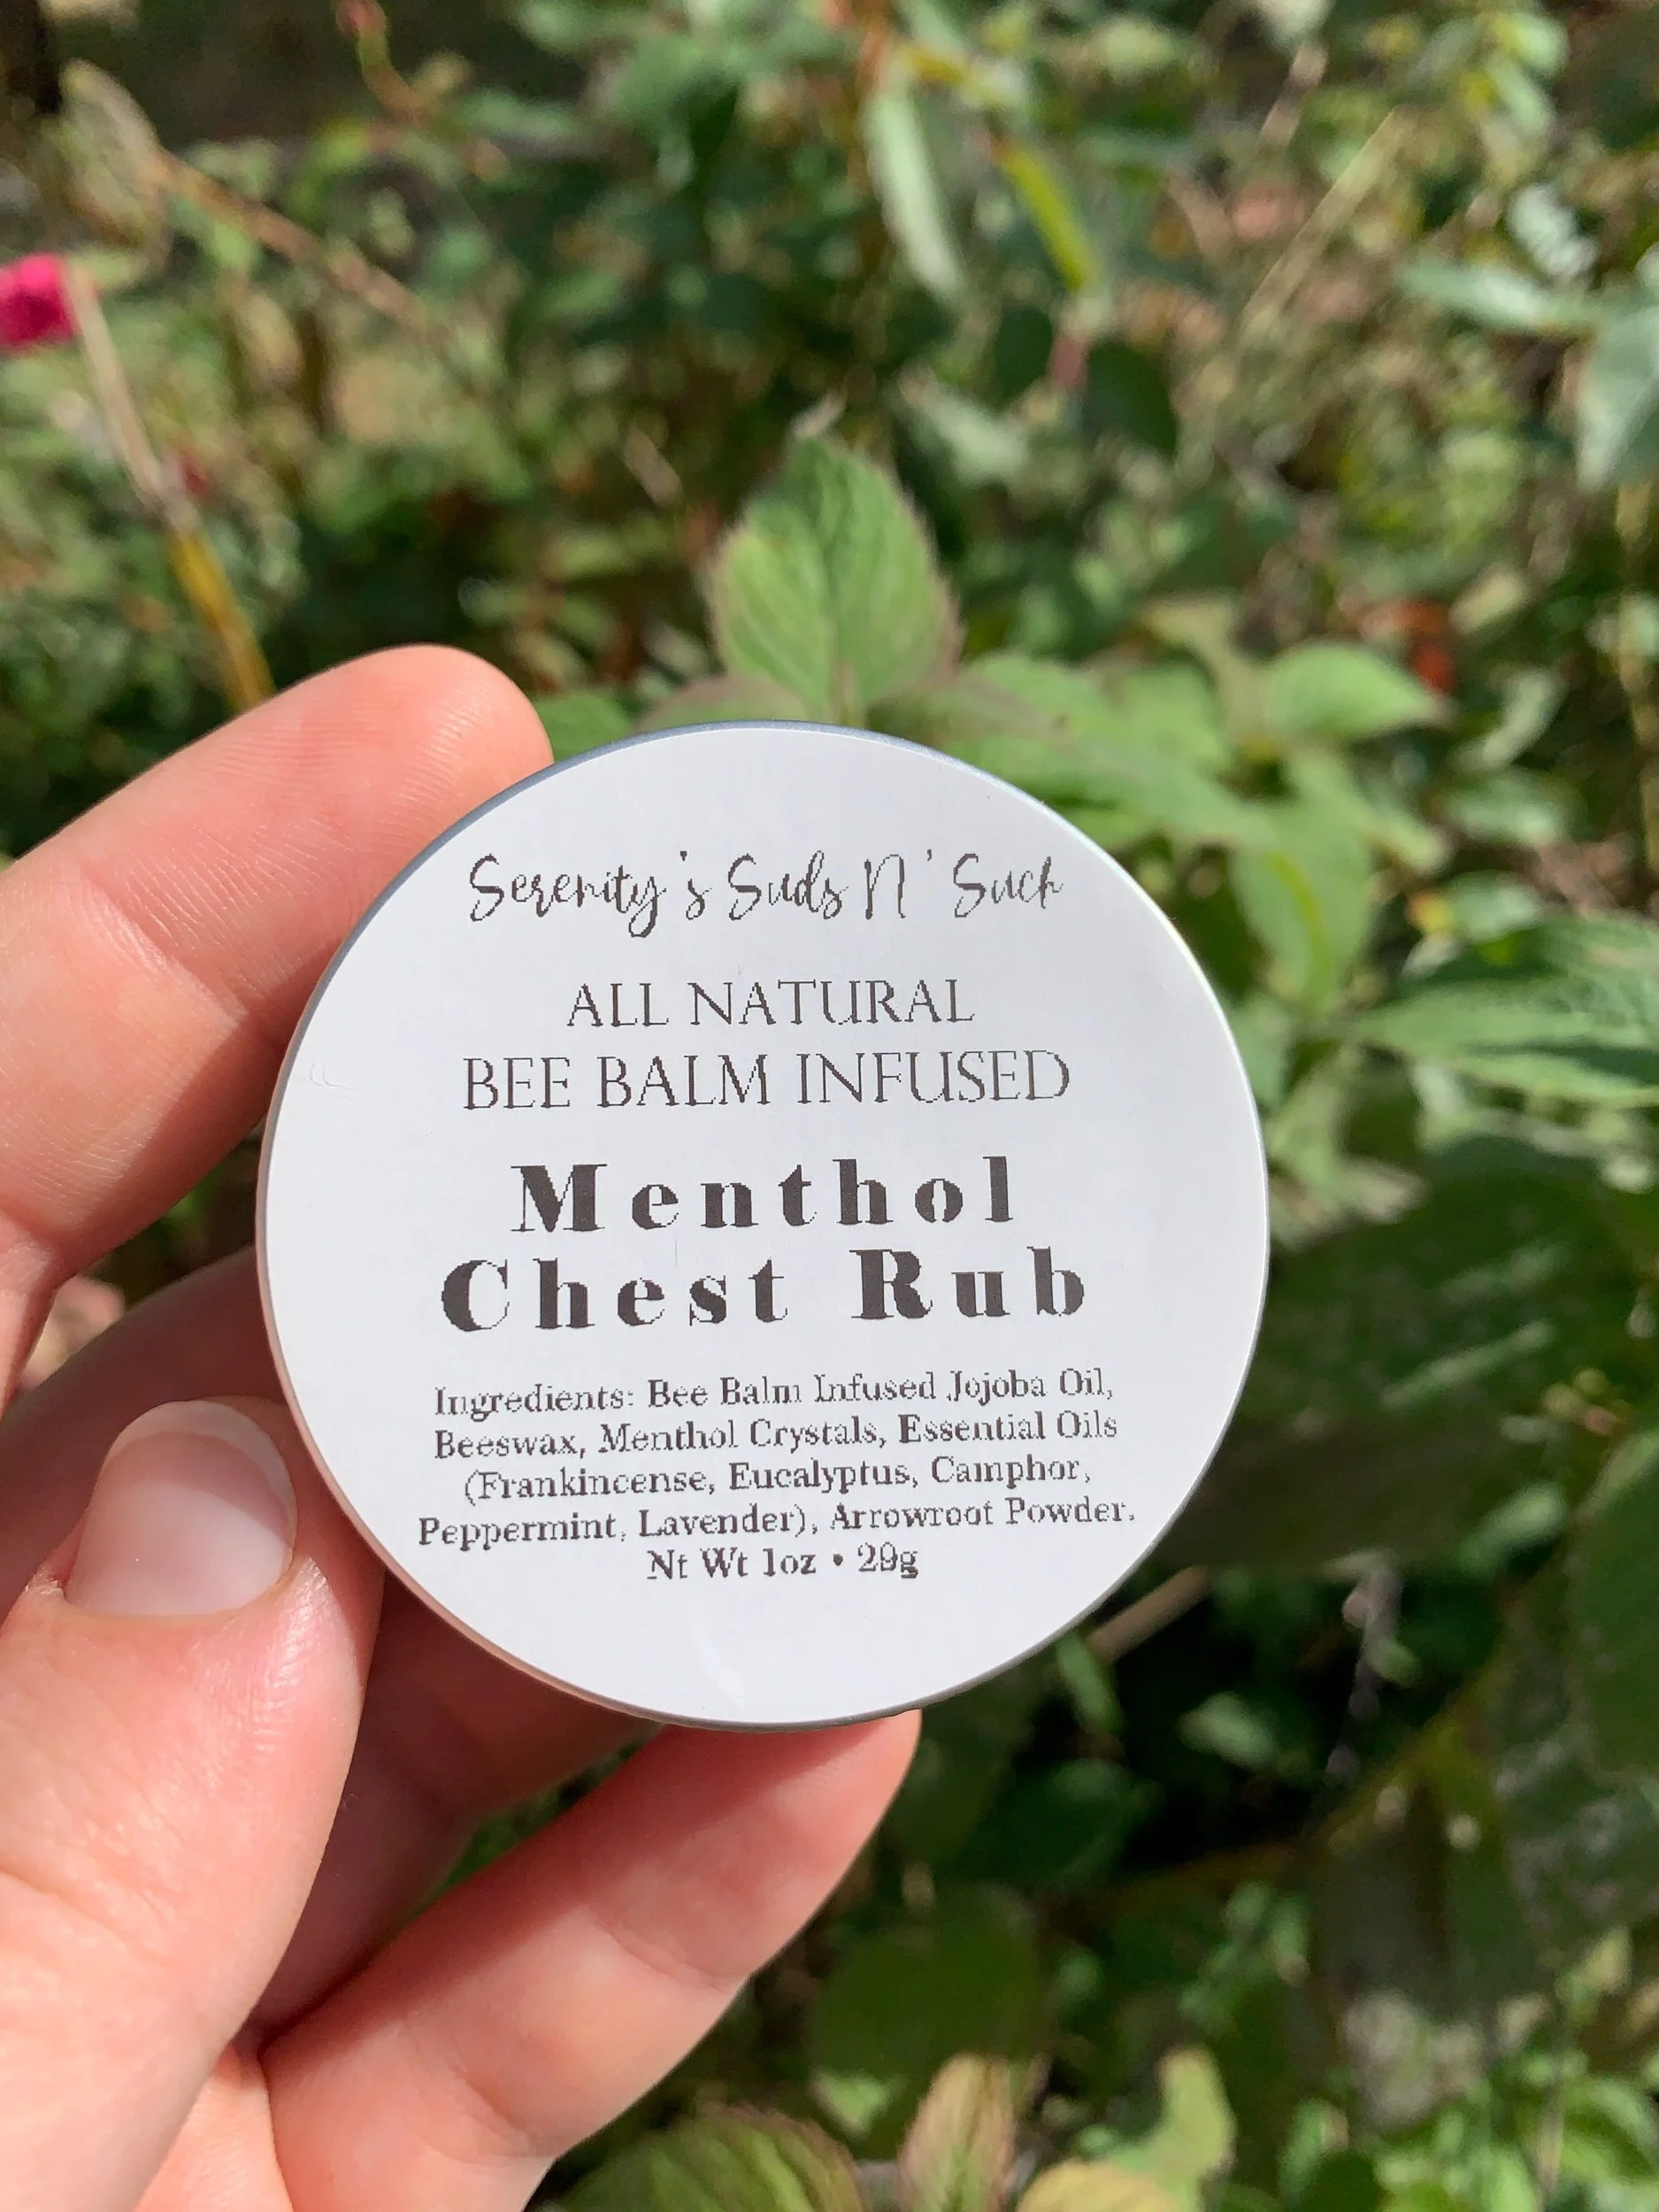 Serenity's Suds N' Such
ALL NATURAL
BEE BALM INFUSED
Menthol
Chest Rub
Ingredients: Bee Balm Infused Jojoba Oil,
Beeswax, Menthol Crystals, Essential Oils
(Frankincense, Eucalyptus, Camphor,
Peppermint, Lavender), Arrowroot Powder.
Nt Wt 1oz • 29g